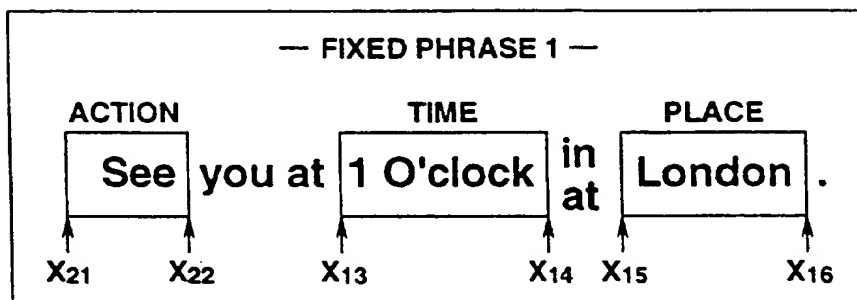 — FIXED PHRASE 1 —
ACTION TIME PLACE
See you at 1 O'clock in at London .
X21 X22 X13 X14 X15 X16